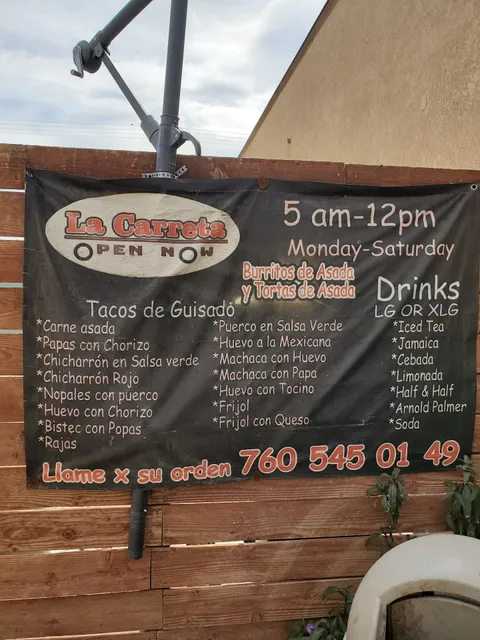 La Carreta
OPEN NOW
5 am-12pm
Monday-Saturday
Burritos de Asada
y Tortas de Asada
Drinks
LG OR XLG
Tacos de Guisado
*Carne asada
*Papas con Chorizo
*Chicharrón en Salsa verde
*Chicharrón Rojo
*Nopales con puerco
*Huevo con Chorizo
*Bistec con Papas
*Rajas
*Puerco en Salsa Verde
*Huevo a la Mexicana
*Machaca con Huevo
*Machaca con Papa
*Huevo con Tocino
*Fríjol
*Frijol con Queso
*Iced Tea
*Jamaica
*Cebada
*Limonada
*Half & Half
*Arnold Palmer
*Soda
Llame x su orden 760 545 01 49